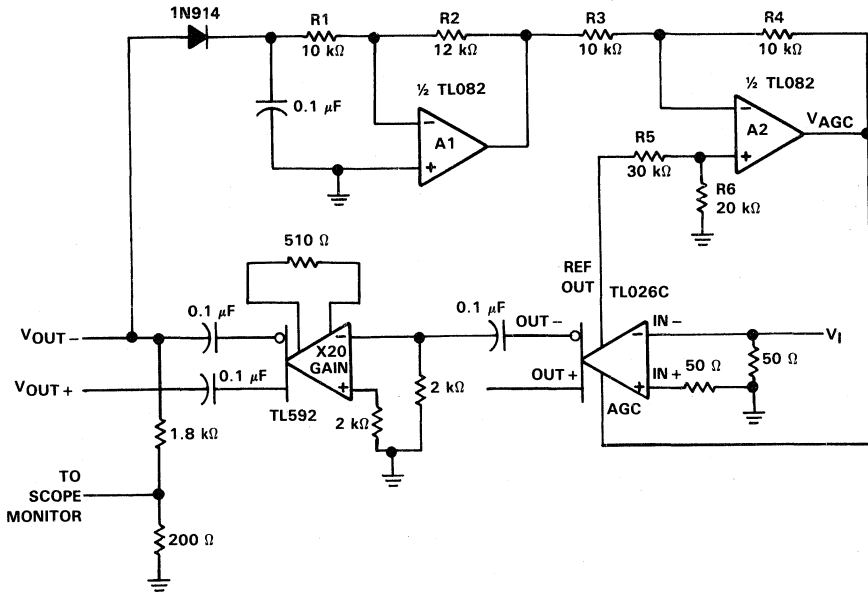 1N914
R1
10 kΩ
R2
12 kΩ
R3
10 kΩ
R4
10 kΩ
0.1 μF
½ TL082
−
A1
+
½ TL082
−
A2
+
VAGC
R5
30 kΩ
R6
20 kΩ
510 Ω
REF
OUT
TL026C
VOUT−
0.1 μF
−
X20
GAIN
+
TL592
0.1 μF
OUT−
OUT+
−
+
IN−
IN+
50 Ω
50 Ω
VI
AGC
VOUT+
0.1 μF
2 kΩ
2 kΩ
1.8 kΩ
TO
SCOPE
MONITOR
200 Ω